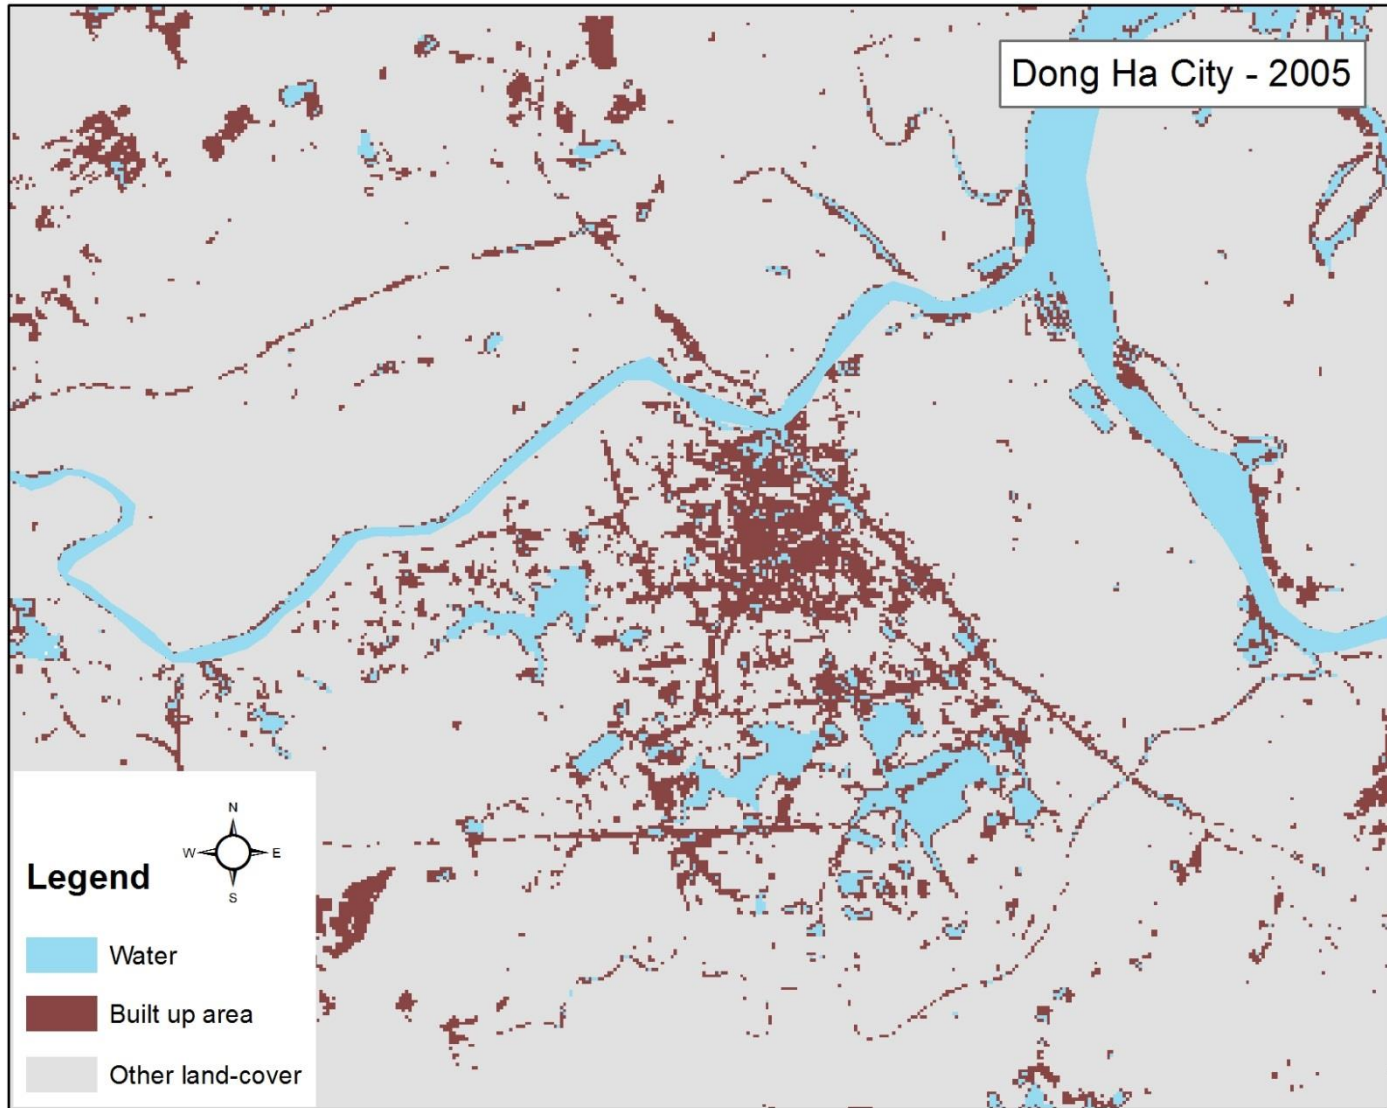 Dong Ha City - 2005
N
W E
S
Legend
Water
Built up area
Other land-cover